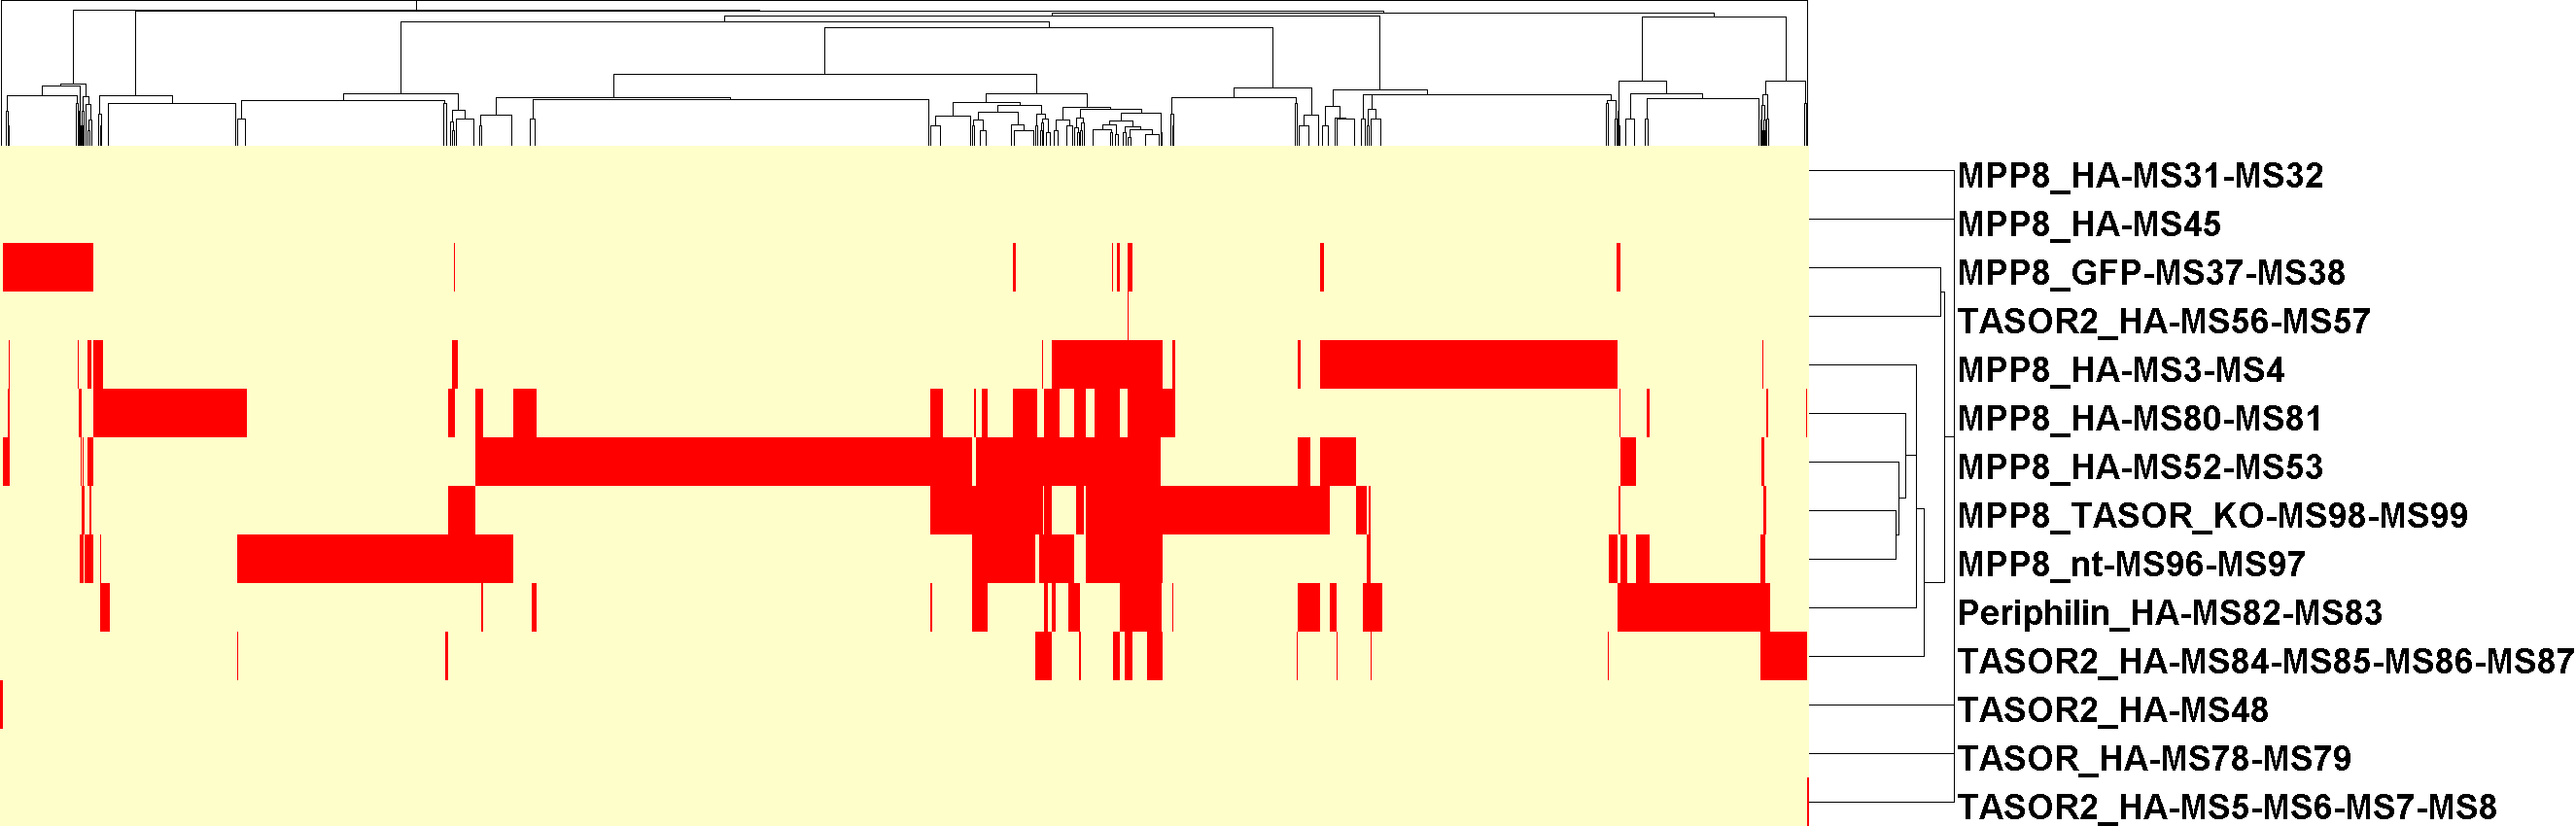 MPP8_HA-MS31-MS32
MPP8_HA-MS45
MPP8_GFP-MS37-MS38
TASOR2_HA-MS56-MS57
MPP8_HA-MS3-MS4
MPP8_HA-MS80-MS81
MPP8_HA-MS52-MS53
MPP8_TASOR_KO-MS98-MS99
MPP8_nt-MS96-MS97
Periphilin_HA-MS82-MS83
TASOR2_HA-MS84-MS85-MS86-MS87
TASOR2_HA-MS48
TASOR_HA-MS78-MS79
TASOR2_HA-MS5-MS6-MS7-MS8